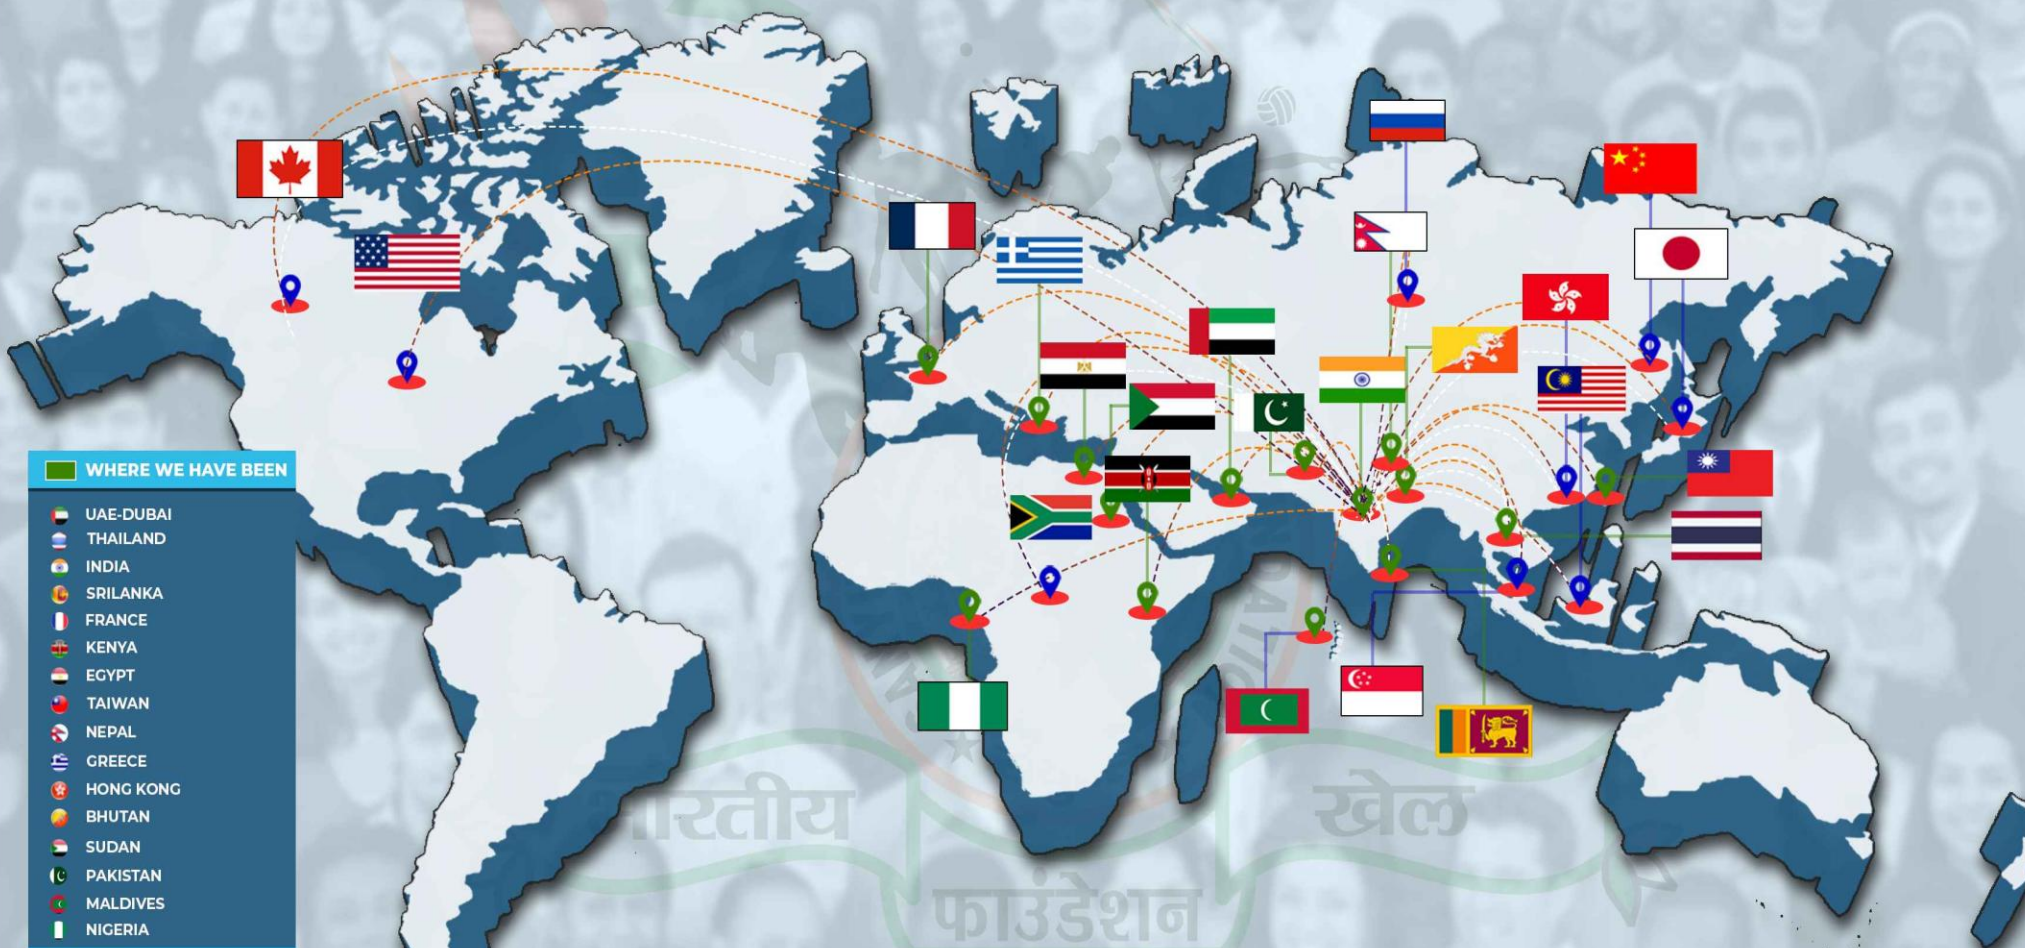 WHERE WE HAVE BEEN
UAE-DUBAI
THAILAND
INDIA
SRILANKA
FRANCE
KENYA
EGYPT
TAIWAN
NEPAL
GREECE
HONG KONG
BHUTAN
SUDAN
PAKISTAN
MALDIVES
NIGERIA
भारतीय
खेल
फाउंडेशन